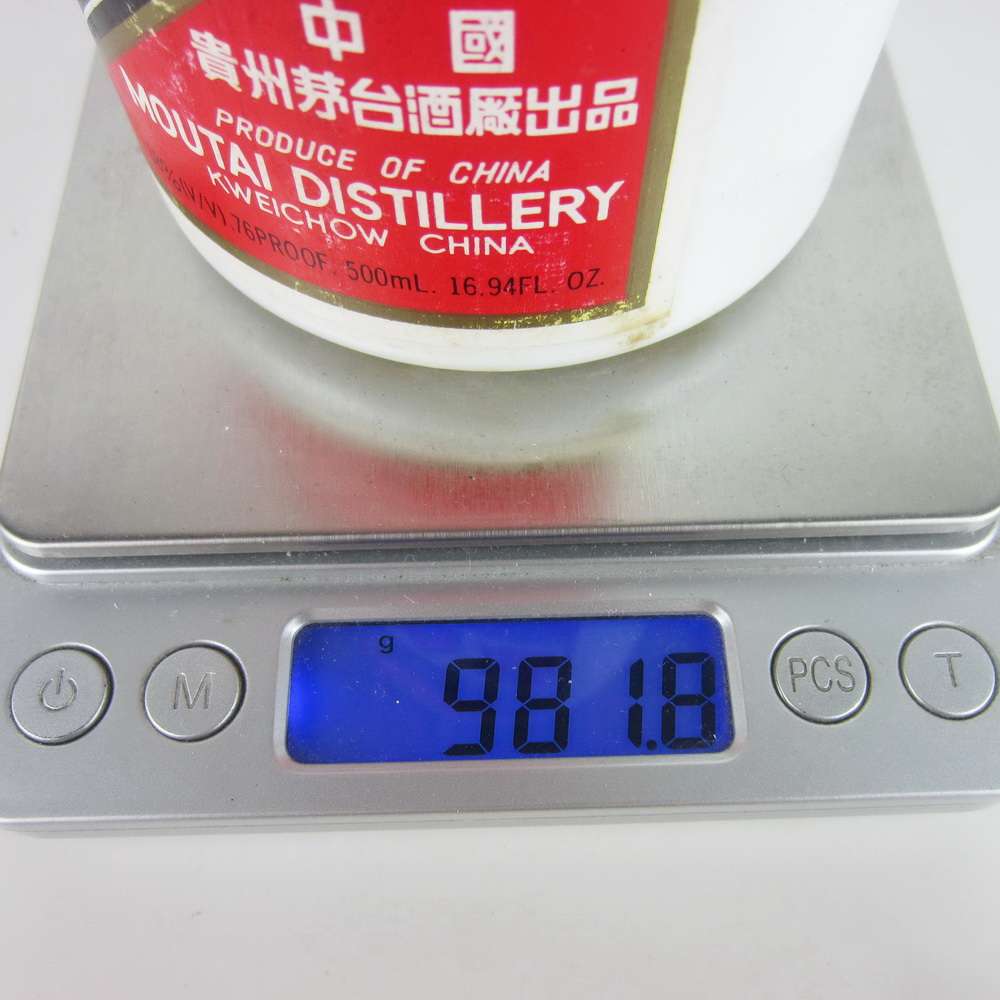 中 國
貴州茅台酒廠出品
PRODUCE OF CHINA
MOUTAI DISTILLERY
KWEICHOW CHINA
%(V/V).76PROOF. 500mL. 16.94FL. OZ.
g
981.8
M
PCS
T